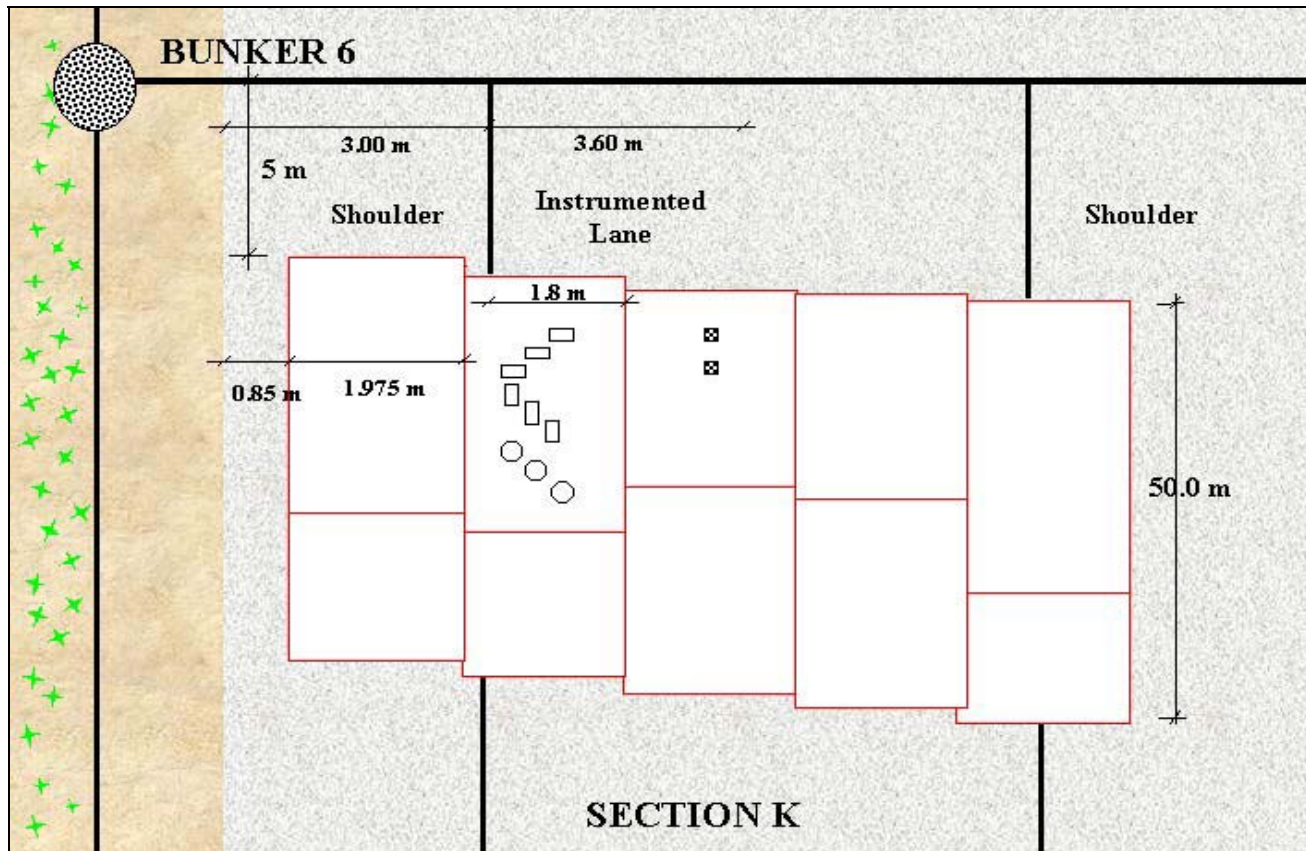 BUNKER 6
3.00 m
3.60 m
5 m
Shoulder
Instrumented
Lane
Shoulder
1.8 m
0.85 m
1.975 m
50.0 m
SECTION K